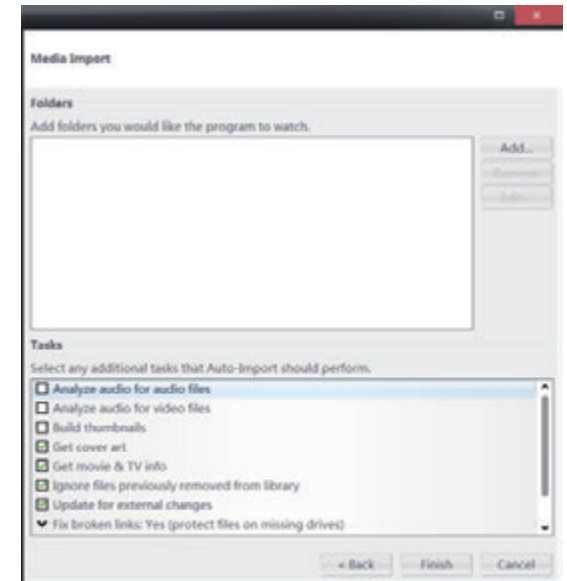 Media Import
Folders
Add folders you would like the program to watch.
Add...
Remove
Edit...
Tasks
Select any additional tasks that Auto-Import should perform.
Analyze audio for audio files
Analyze audio for video files
Build thumbnails
Get cover art
Get movie & TV info
Ignore files previously removed from library
Update for external changes
Fix broken links: Yes (protect files on missing drives)
< Back
Finish
Cancel